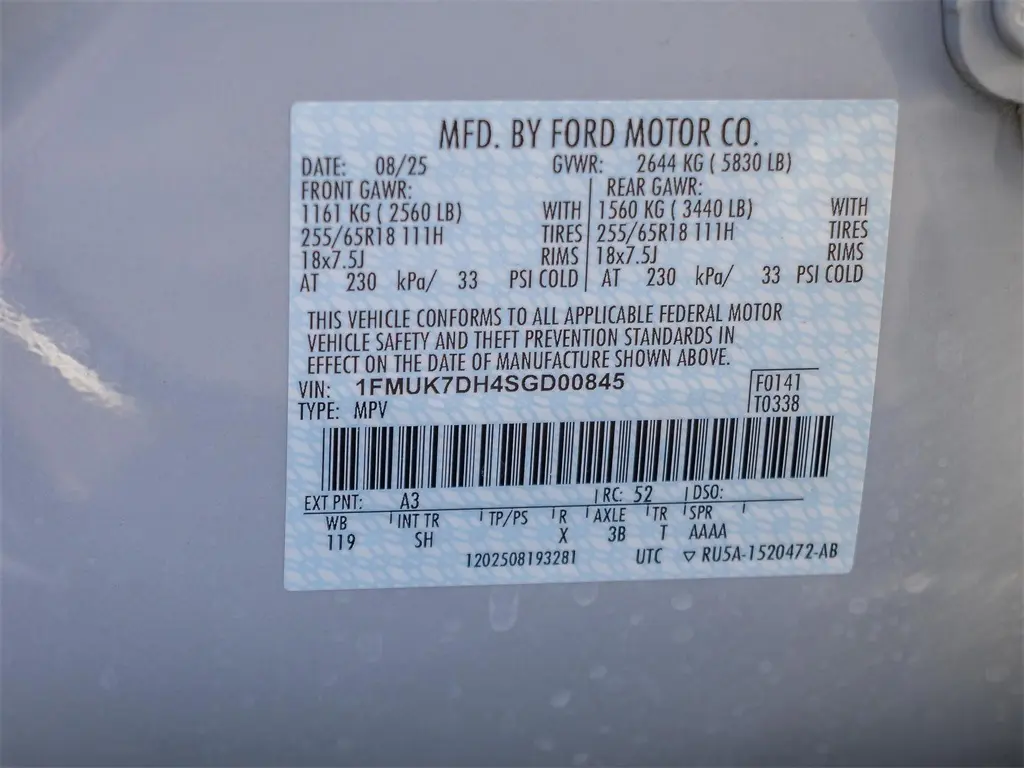 MFD. BY FORD MOTOR CO.
DATE: 08/25 GVWR: 2644 KG ( 5830 LB)
FRONT GAWR: REAR GAWR:
1161 KG ( 2560 LB) WITH 1560 KG ( 3440 LB) WITH
255/65R18 111H TIRES 255/65R18 111H TIRES
18x7.5J RIMS 18x7.5J RIMS
AT 230 kPa/ 33 PSI COLD AT 230 kPa/ 33 PSI COLD
THIS VEHICLE CONFORMS TO ALL APPLICABLE FEDERAL MOTOR
VEHICLE SAFETY AND THEFT PREVENTION STANDARDS IN
EFFECT ON THE DATE OF MANUFACTURE SHOWN ABOVE.
VIN: 1FMUK7DH4SGD00845 F0141
TYPE: MPV T0338
EXT PNT: A3 RC: 52 DSO:
WB INT TR TP/PS R AXLE TR SPR
119 SH X 3B T AAAA
1202508193281 UTC ▽ RU5A-1520472-AB